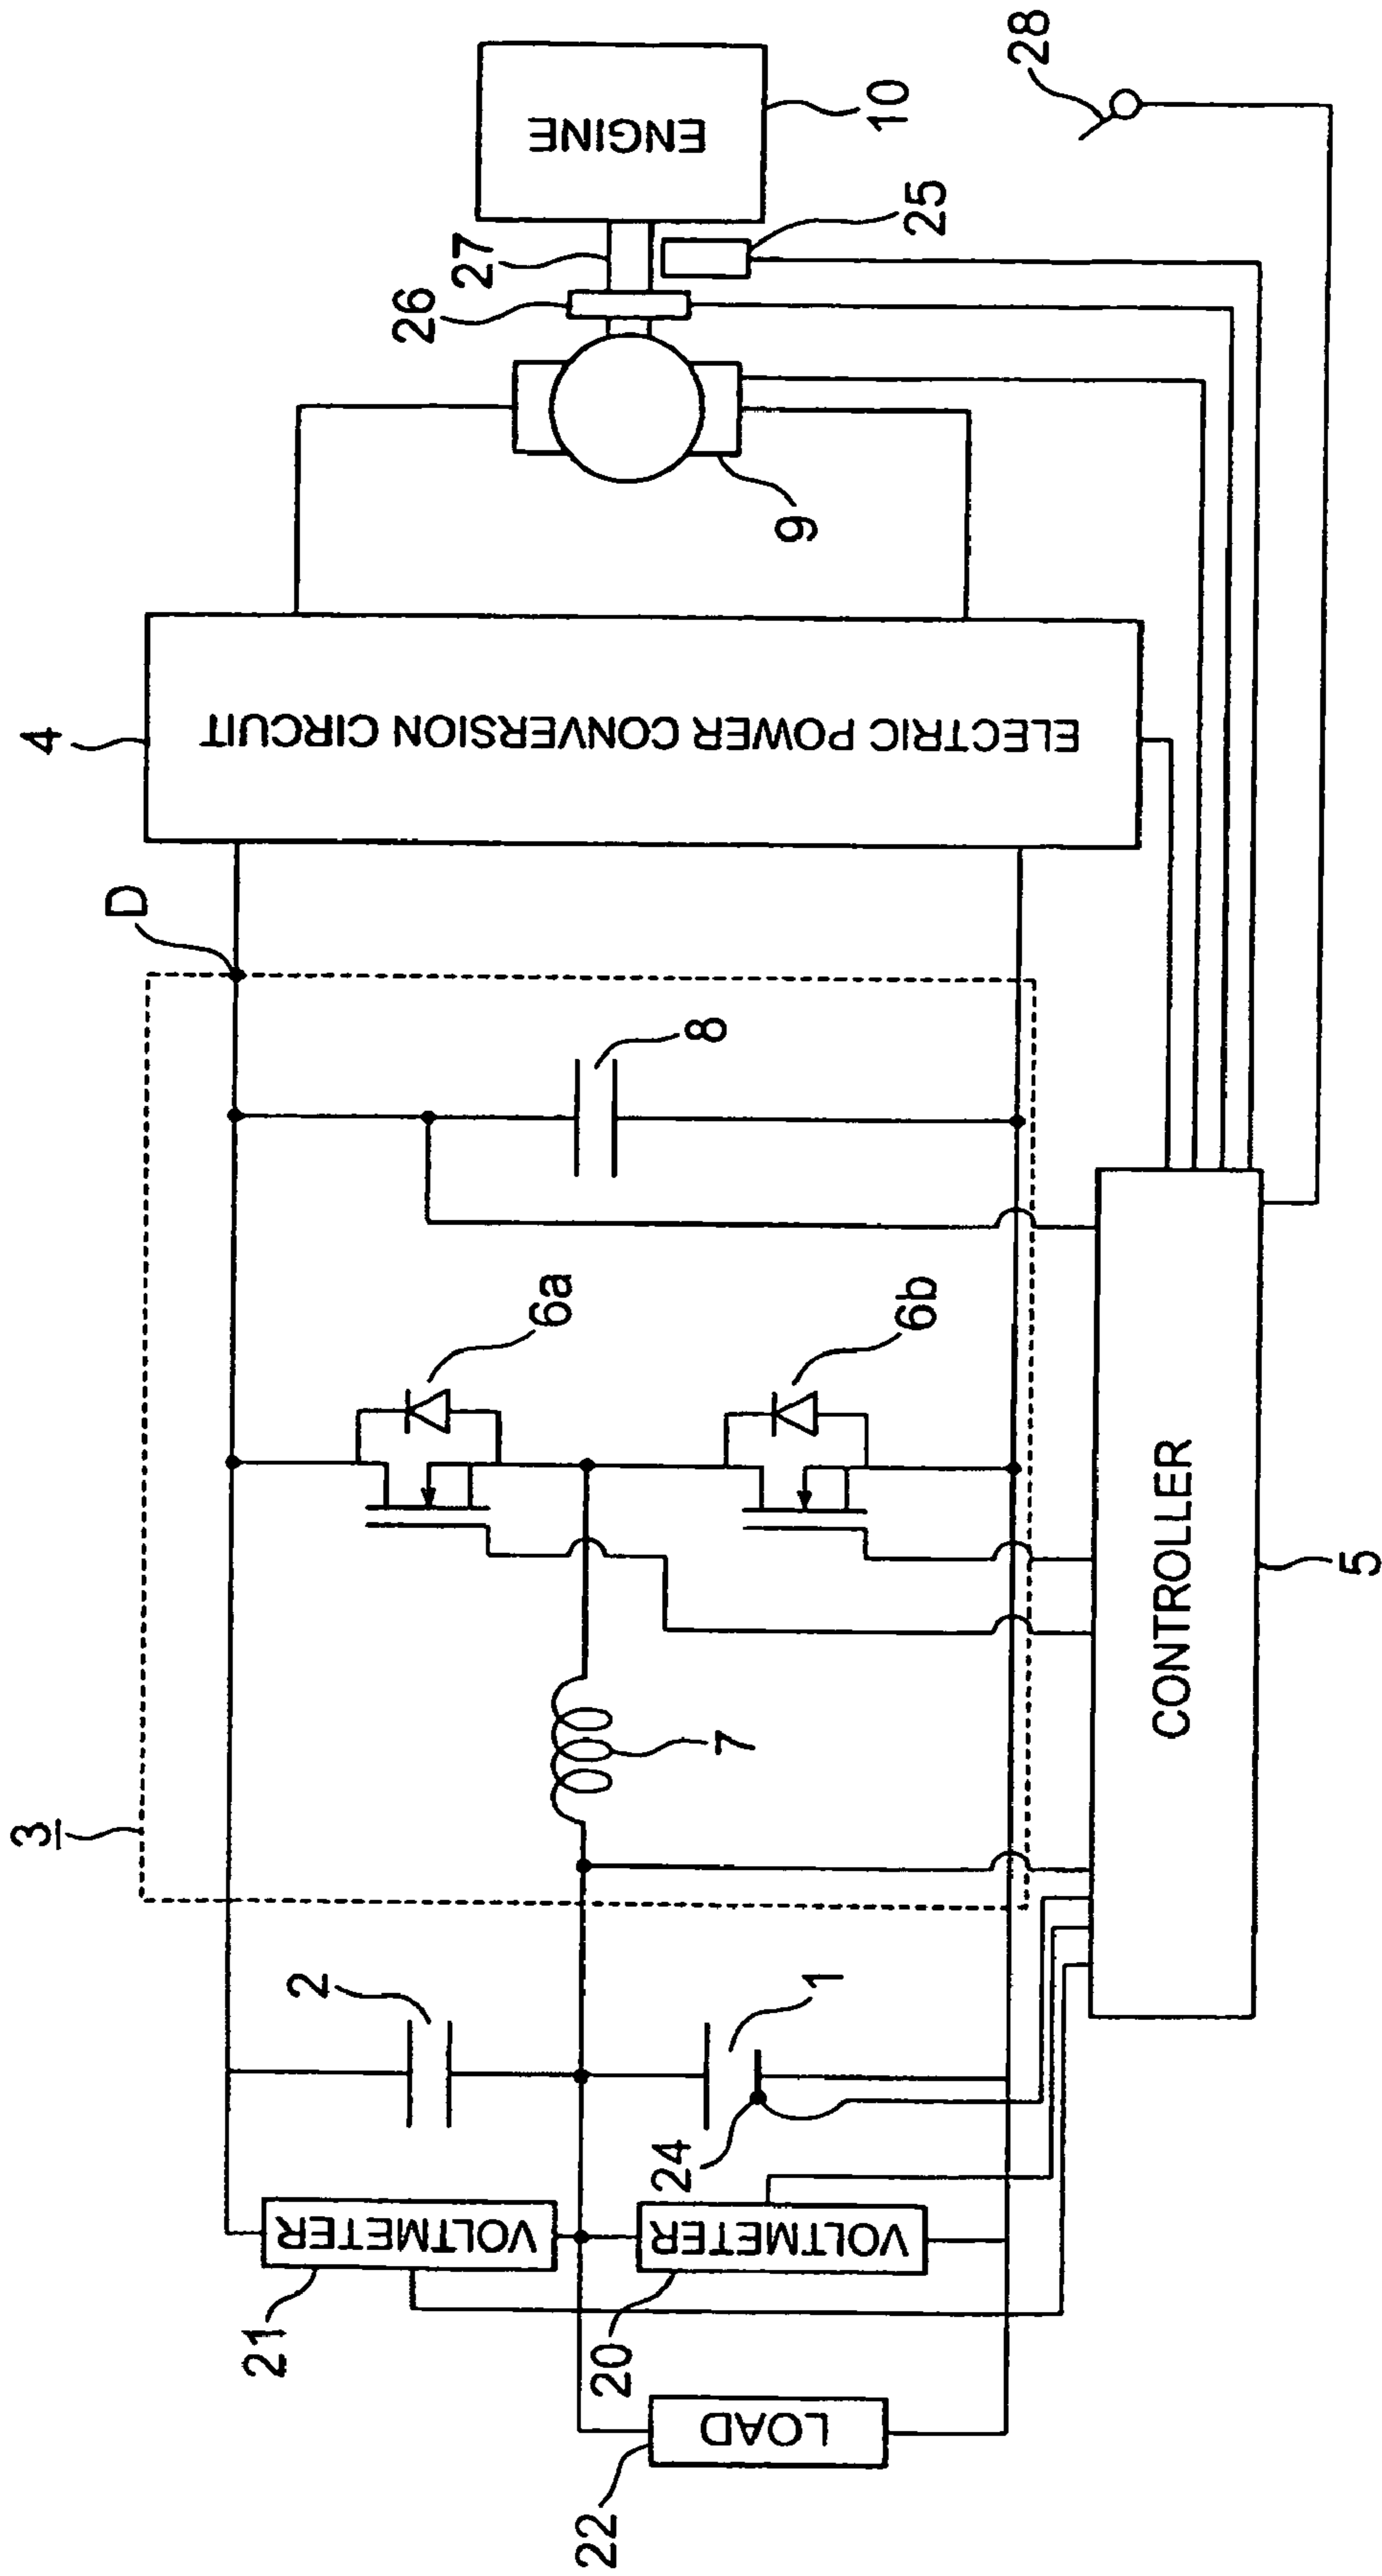 3
D
4
ENGINE
10
27
26
25
28
9
ELECTRIC POWER CONVERSION CIRCUIT
8
6a
6b
7
2
1
24
VOLTMETER
21
VOLTMETER
20
LOAD
22
CONTROLLER
5